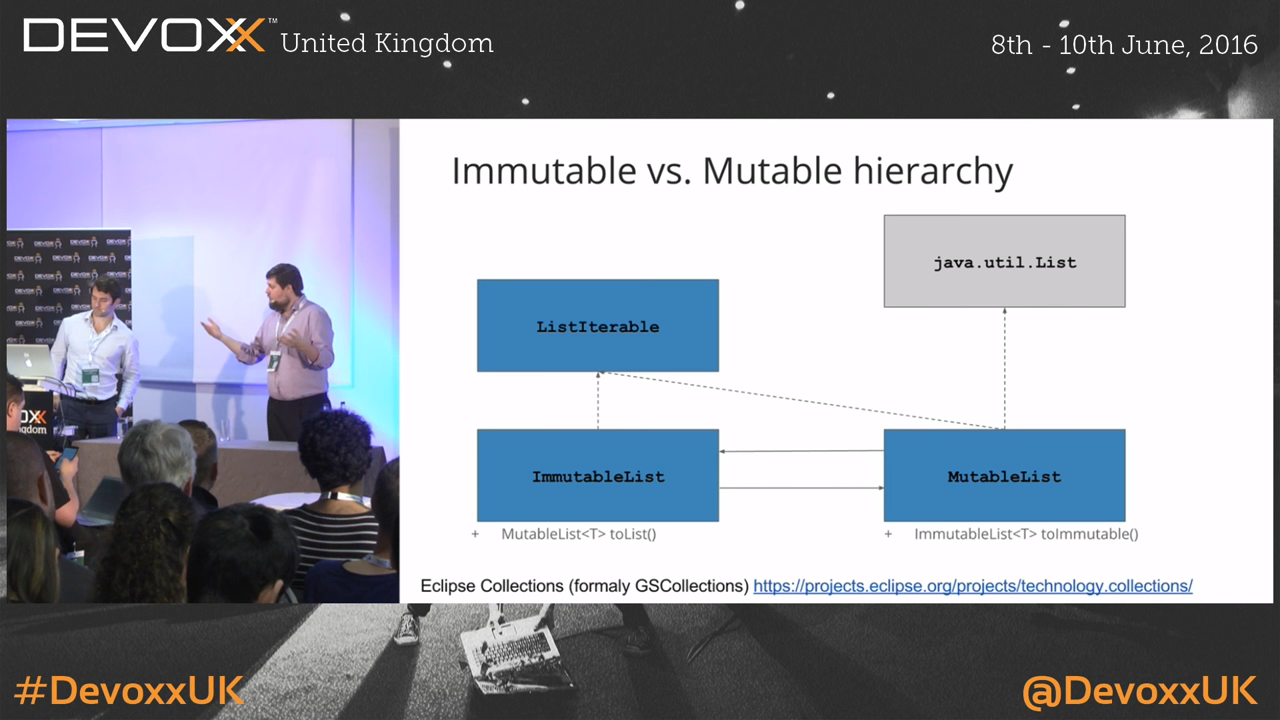 DEVOXX™ United Kingdom
8th - 10th June, 2016
Immutable vs. Mutable hierarchy
java.util.List
ListIterable
ImmutableList
MutableList
+ MutableList<T> toList()
+ ImmutableList<T> toImmutable()
Eclipse Collections (formaly GSCollections) https://projects.eclipse.org/projects/technology.collections/
DEVOXX
#DevoxxUK
@DevoxxUK